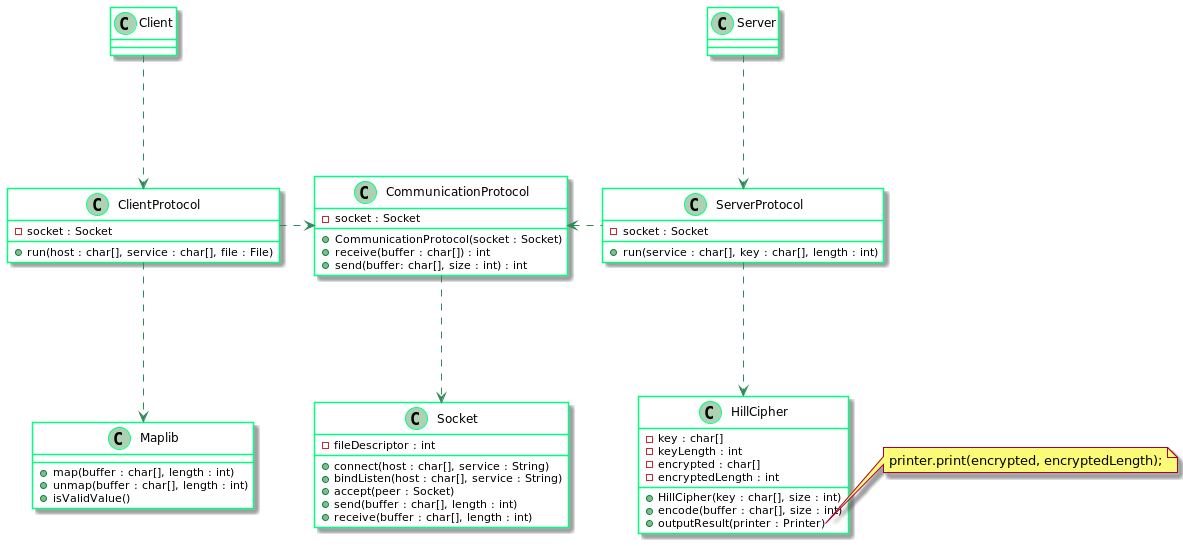 C Client
C Server
C ClientProtocol
socket : Socket
run(host : char[], service : char[], file : File)
C CommunicationProtocol
socket : Socket
CommunicationProtocol(socket : Socket)
receive(buffer : char[]) : int
send(buffer: char[], size : int) : int
C ServerProtocol
socket : Socket
run(service : char[], key : char[], length : int)
C Maplib
map(buffer : char[], length : int)
unmap(buffer : char[], length : int)
isValidValue()
C Socket
fileDescriptor : int
connect(host : char[], service : String)
bindListen(host : char[], service : String)
accept(peer : Socket)
send(buffer : char[], length : int)
receive(buffer : char[], length : int)
C HillCipher
key : char[]
keyLength : int
encrypted : char[]
encryptedLength : int
HillCipher(key : char[], size : int)
encode(buffer : char[], size : int)
outputResult(printer : Printer)
printer.print(encrypted, encryptedLength);